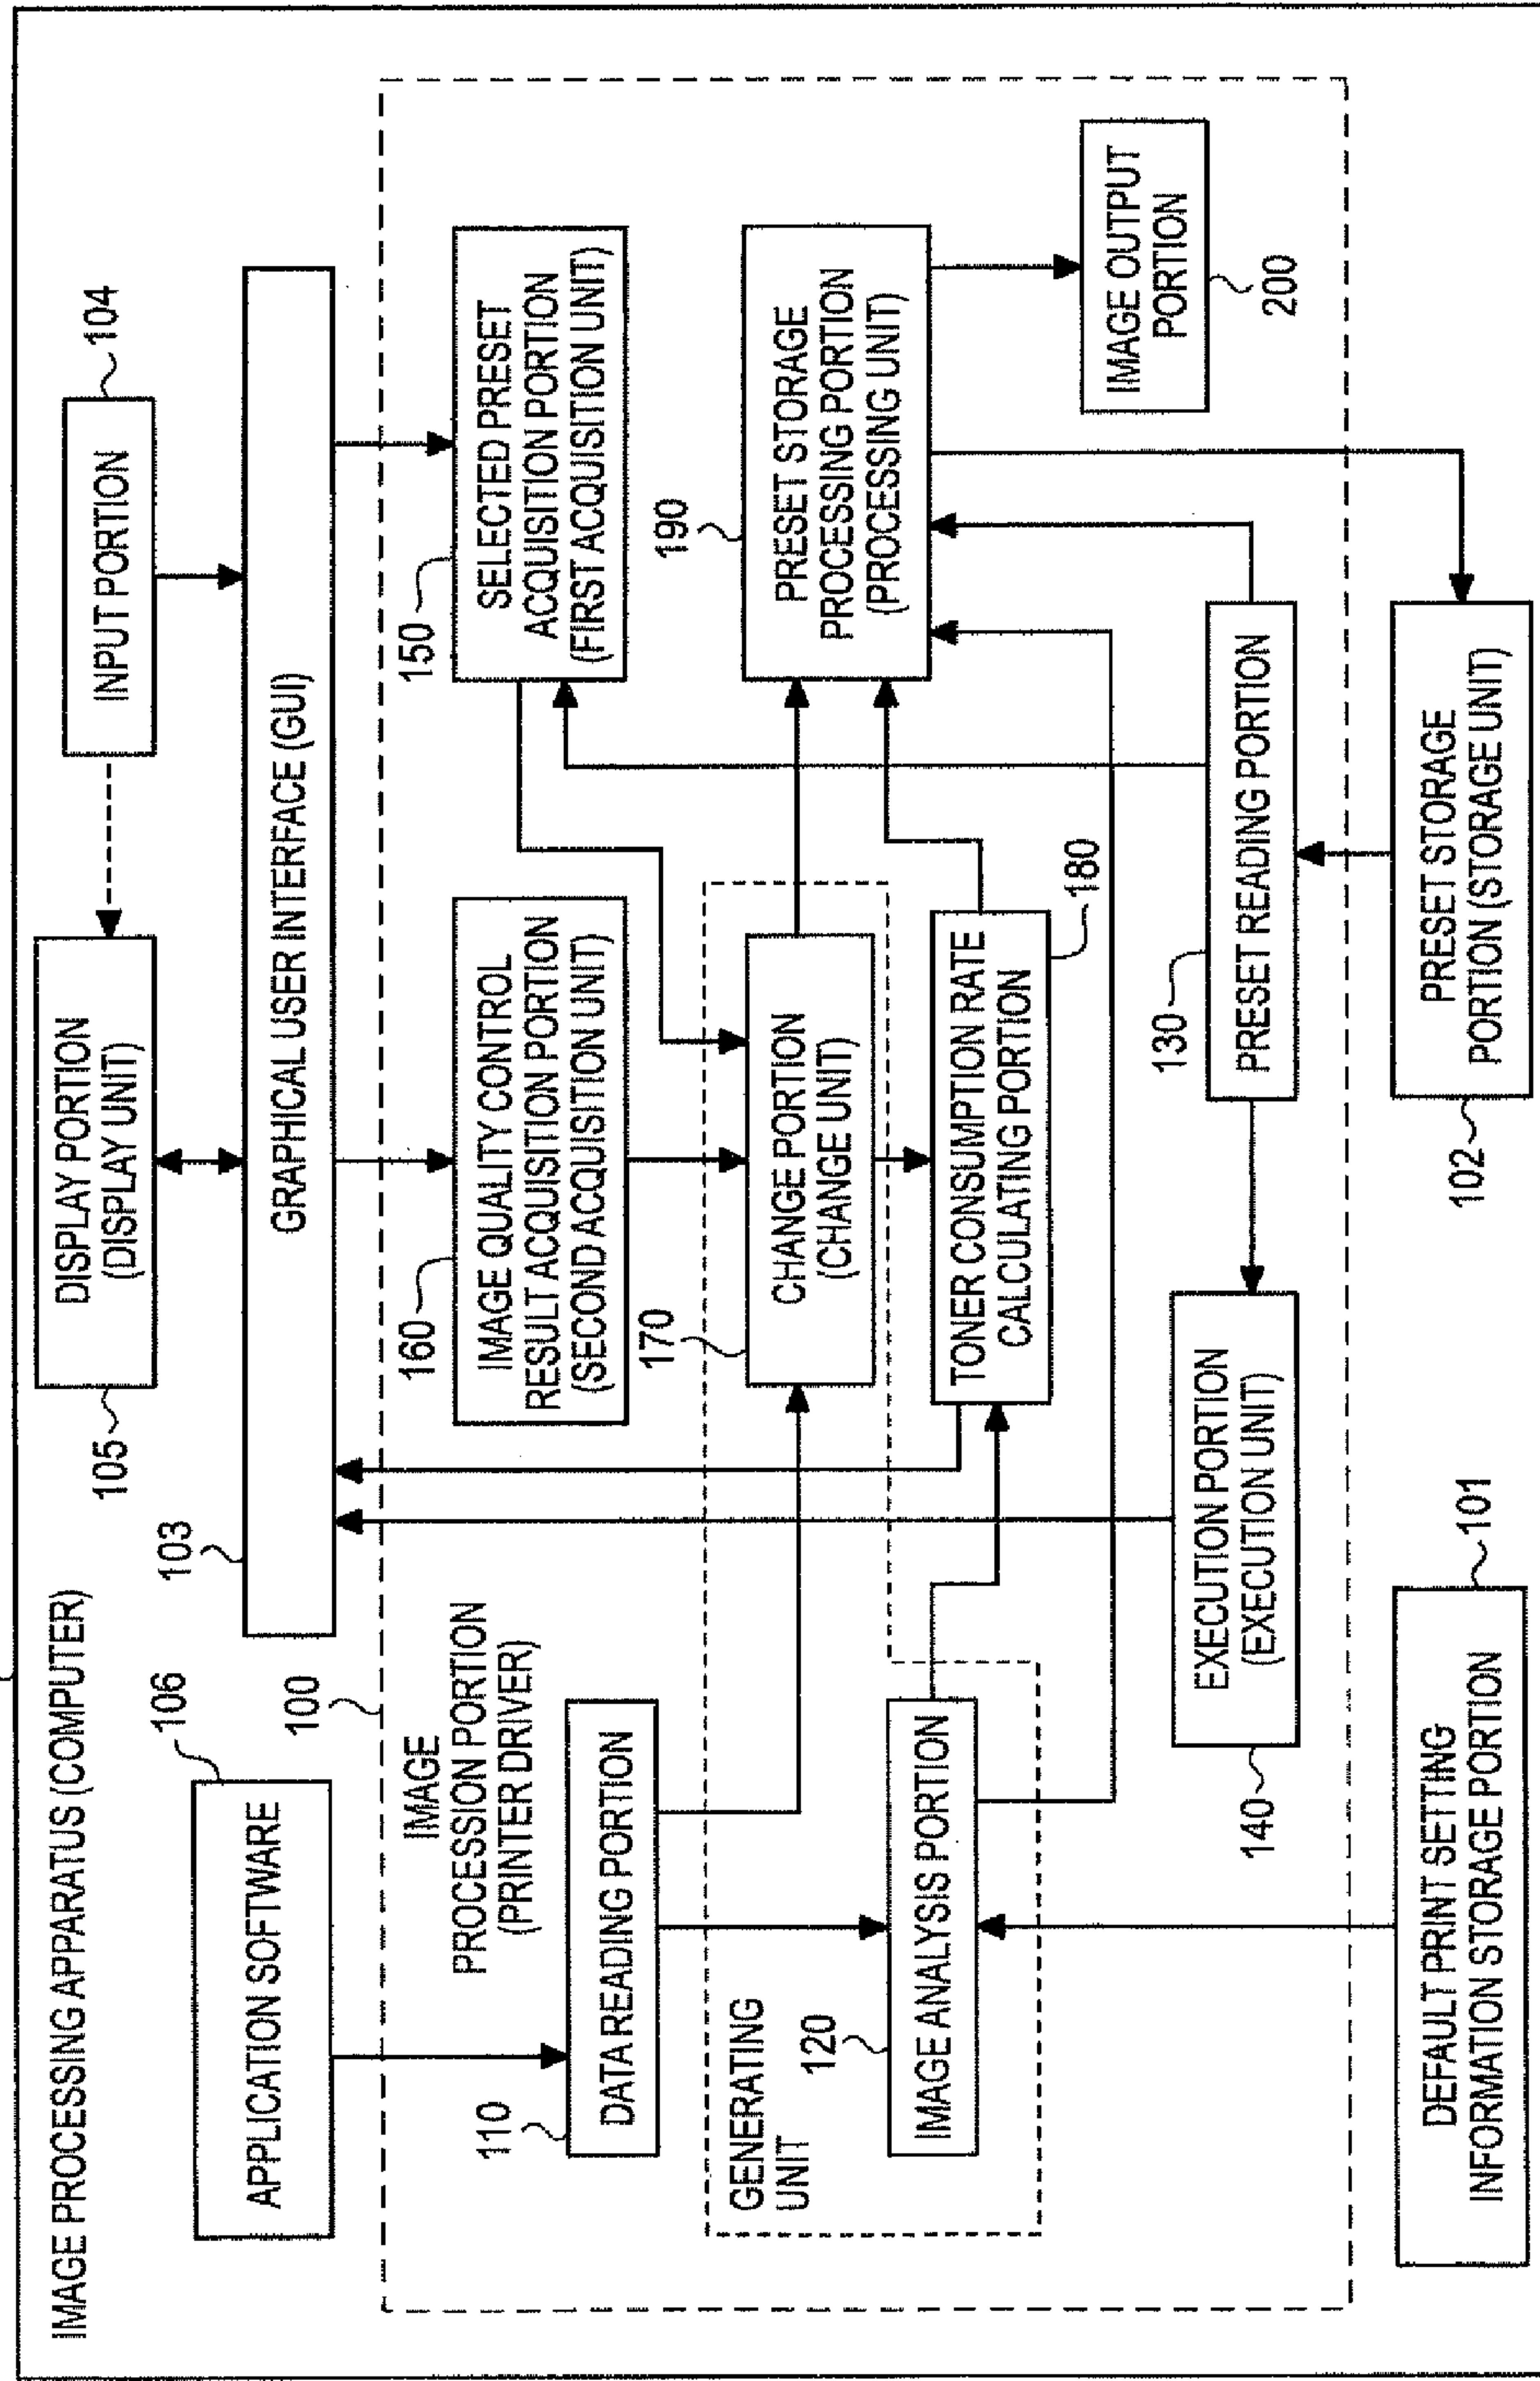 IMAGE PROCESSING APPARATUS (COMPUTER)
106
APPLICATION SOFTWARE
105
DISPLAY PORTION
(DISPLAY UNIT)
104
INPUT PORTION
103
GRAPHICAL USER INTERFACE (GUI)
100
IMAGE
PROCESSION PORTION
(PRINTER DRIVER)
110
DATA READING PORTION
160
IMAGE QUALITY CONTROL
RESULT ACQUISITION PORTION
(SECOND ACQUISITION UNIT)
150
SELECTED PRESET
ACQUISITION PORTION
(FIRST ACQUISITION UNIT)
GENERATING
UNIT
120
IMAGE ANALYSIS PORTION
170
CHANGE PORTION
(CHANGE UNIT)
190
PRESET STORAGE
PROCESSING PORTION
(PROCESSING UNIT)
TONER CONSUMPTION RATE
CALCULATING PORTION
180
IMAGE OUTPUT
PORTION
200
140
EXECUTION PORTION
(EXECUTION UNIT)
130
PRESET READING PORTION
DEFAULT PRINT SETTING
INFORMATION STORAGE PORTION
101
102
PRESET STORAGE
PORTION (STORAGE UNIT)